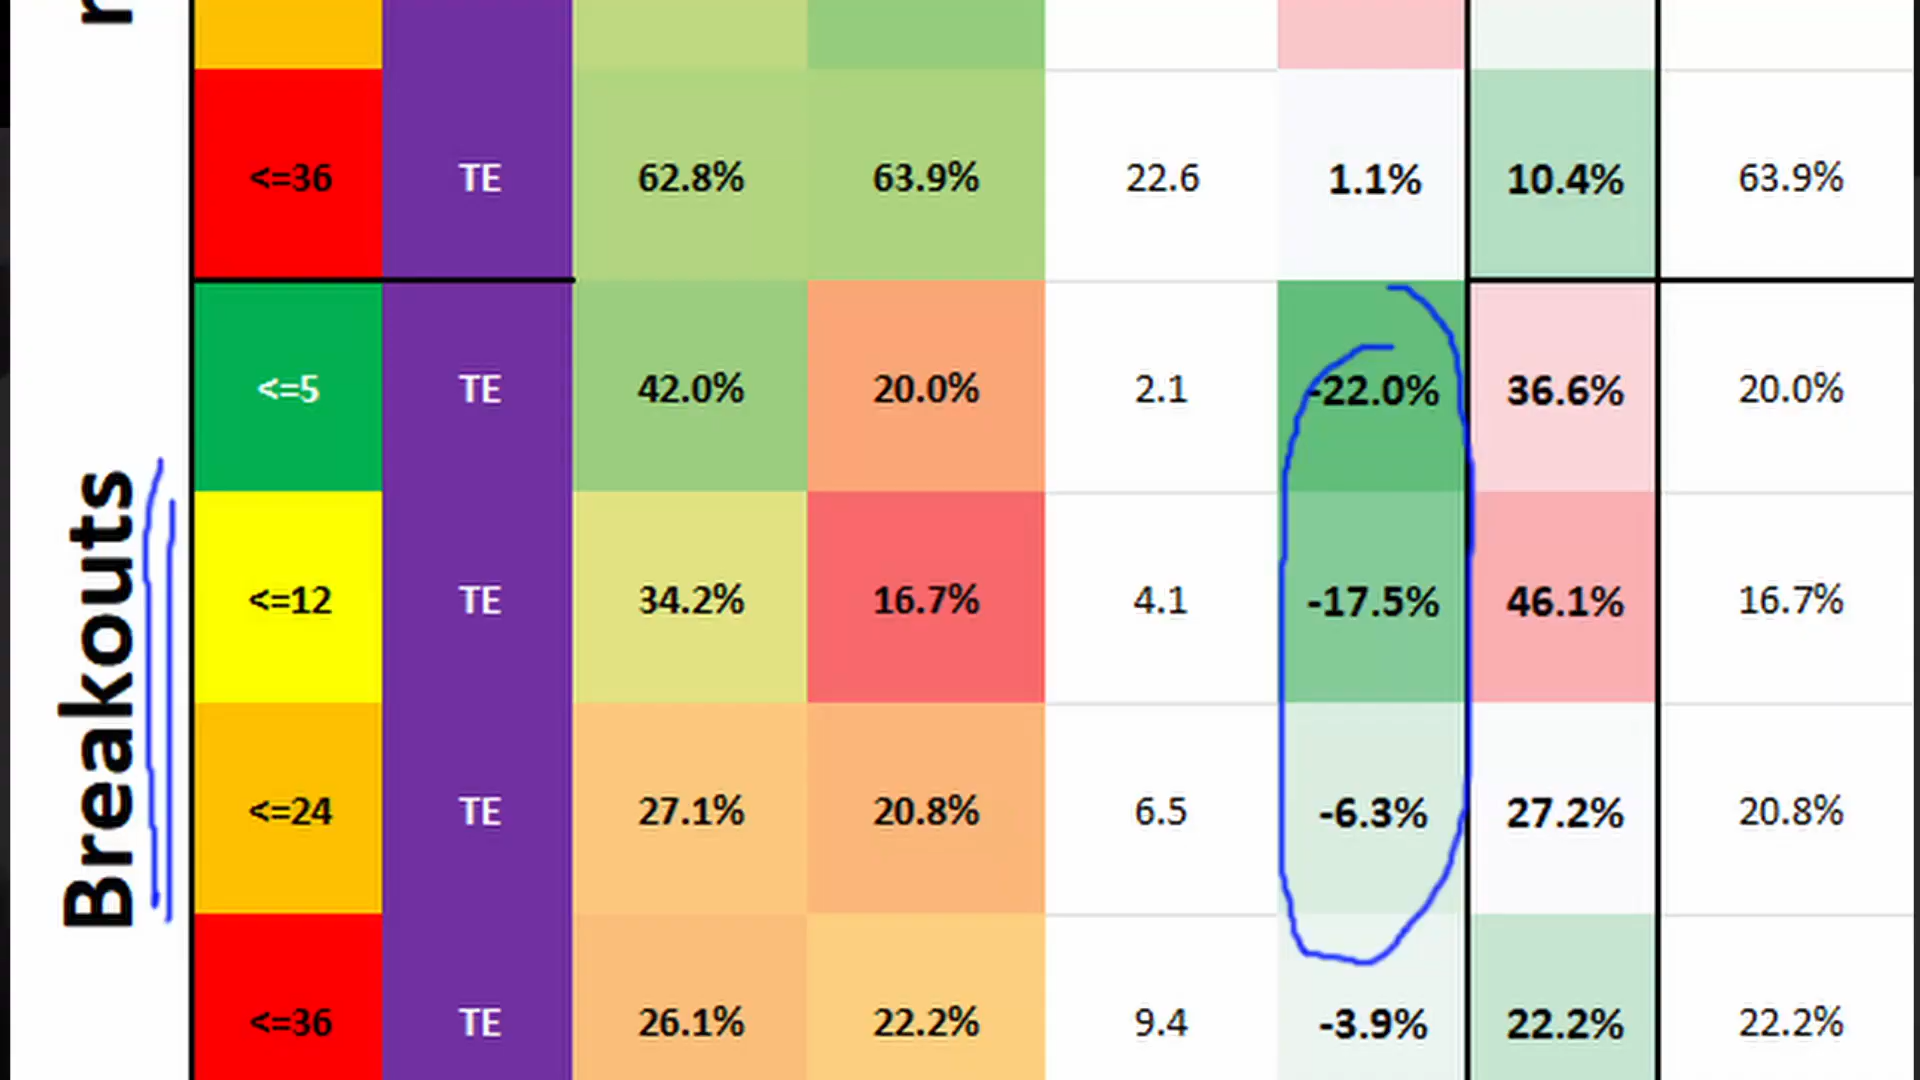 <=36 TE 62.8% 63.9% 22.6 1.1% 10.4% 63.9%
Breakouts
<=5 TE 42.0% 20.0% 2.1 -22.0% 36.6% 20.0%
<=12 TE 34.2% 16.7% 4.1 -17.5% 46.1% 16.7%
<=24 TE 27.1% 20.8% 6.5 -6.3% 27.2% 20.8%
<=36 TE 26.1% 22.2% 9.4 -3.9% 22.2% 22.2%